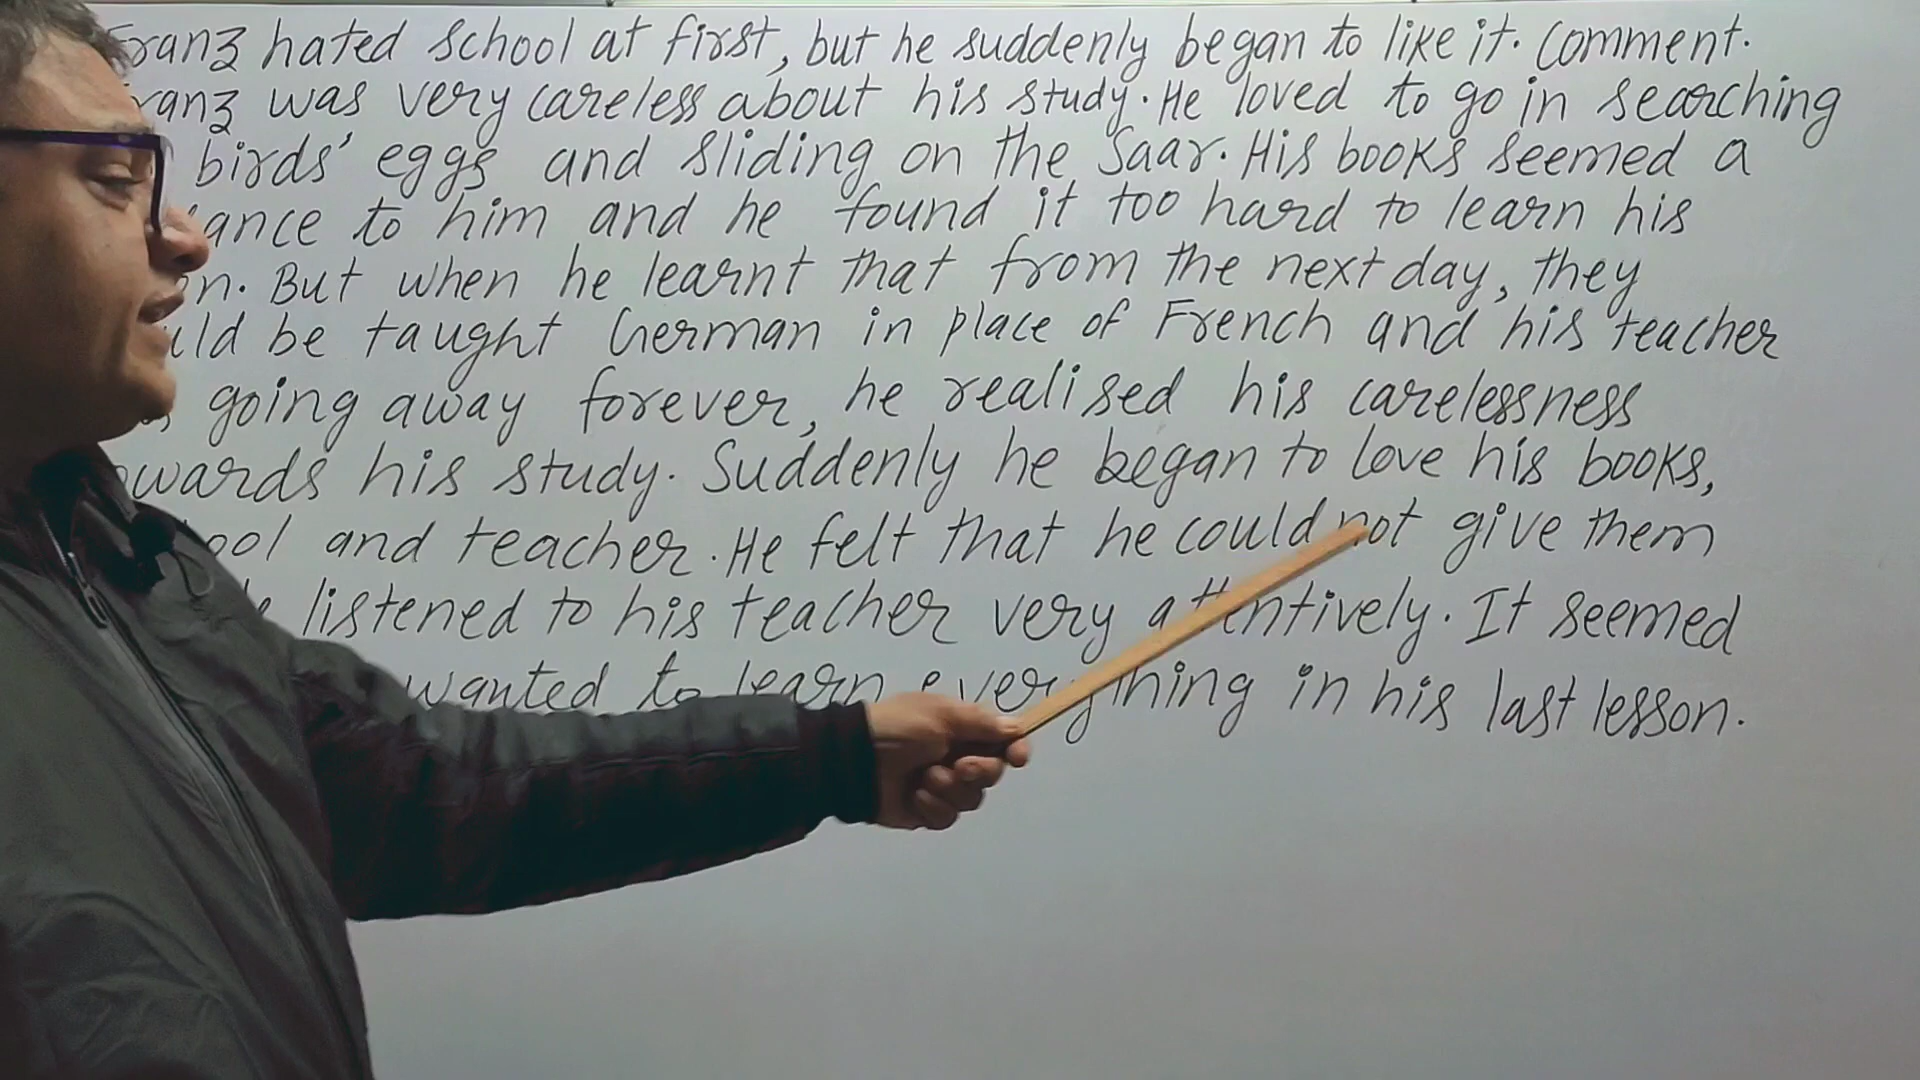 Franz hated school at first, but he suddenly began to like it. Comment.
Franz was very careless about his study. He loved to go in searching
birds' eggs and sliding on the Saar. His books seemed a
to him and he found it too hard to learn his
But when he learnt that from the next day, they
be taught German in place of French and his teacher
going away forever, he realised his carelessness
towards his study. Suddenly he began to love his books,
and teacher. He felt that he could not give them
listened to his teacher very attentively. It seemed
wanted to learn everything in his last lesson.